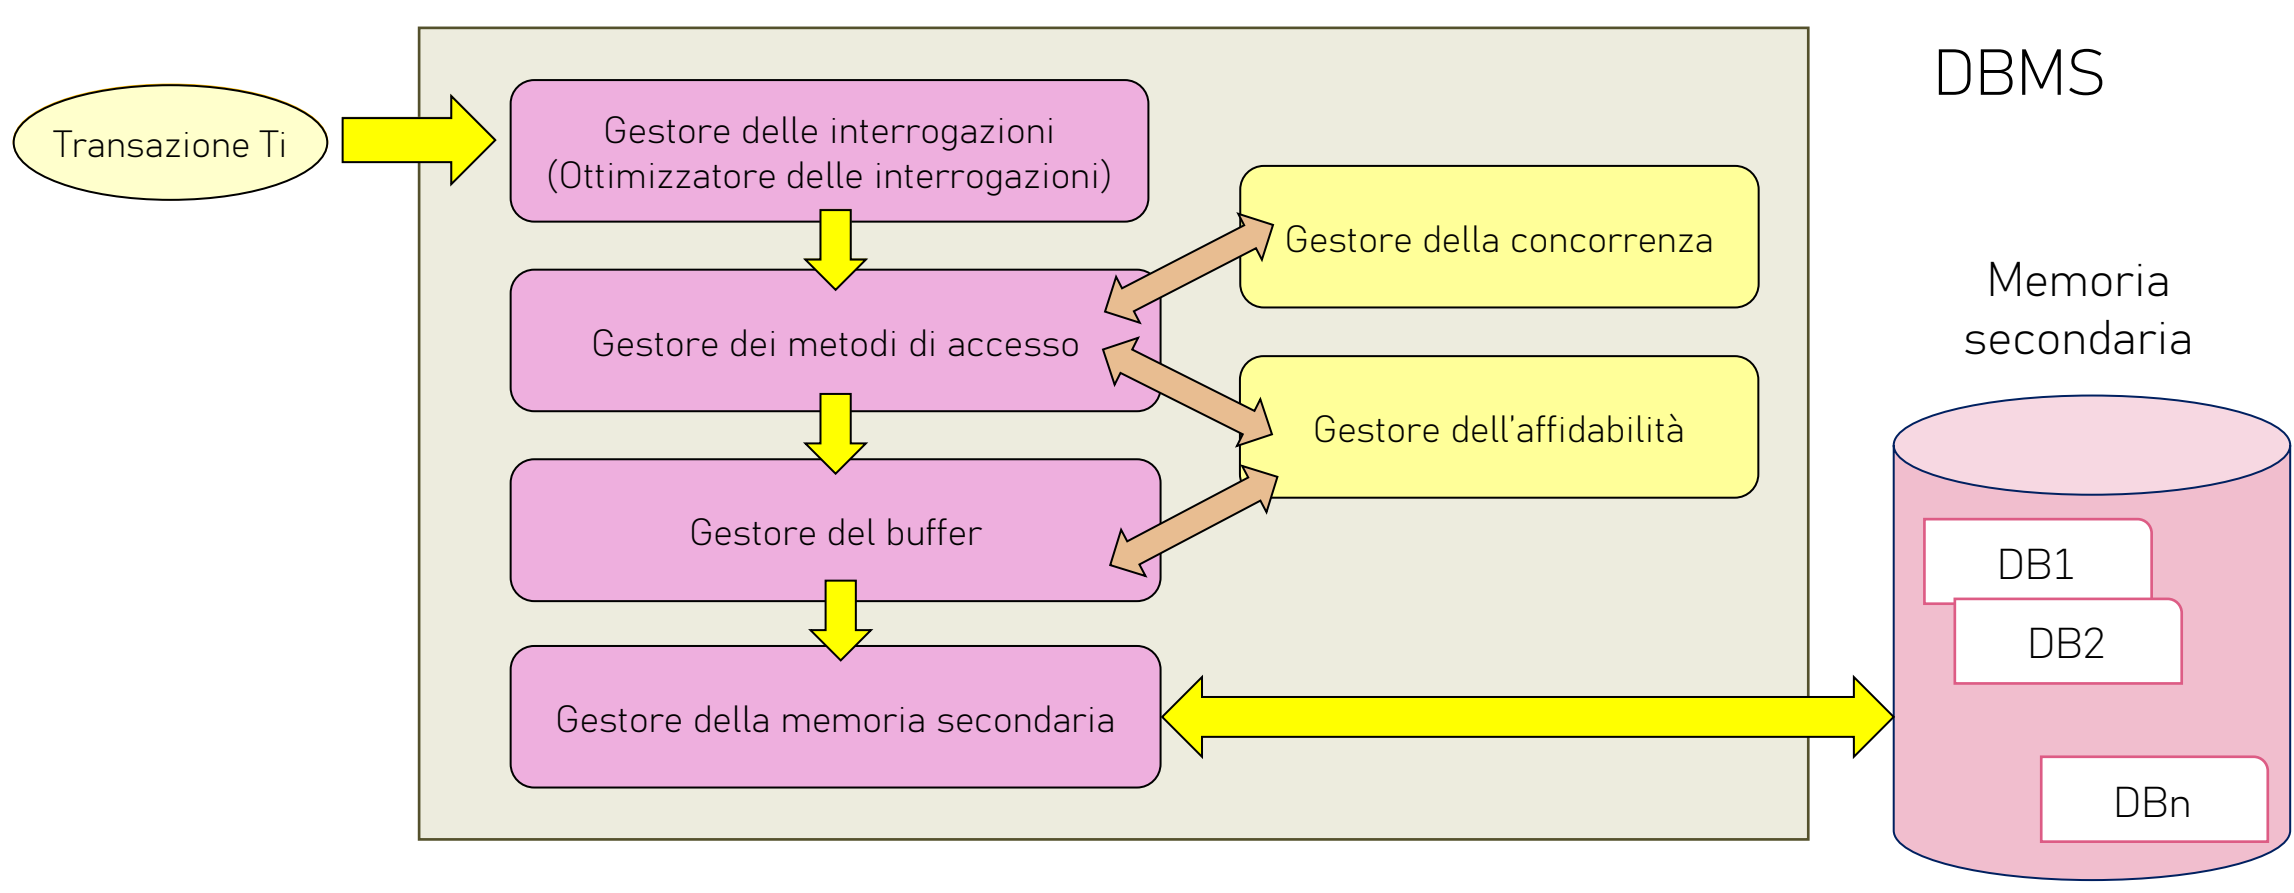 DBMS
Transazione Ti
Gestore delle interrogazioni
(Ottimizzatore delle interrogazioni)
Gestore della concorrenza
Gestore dei metodi di accesso
Gestore dell'affidabilità
Gestore del buffer
Gestore della memoria secondaria
Memoria
secondaria
DB1
DB2
DBn